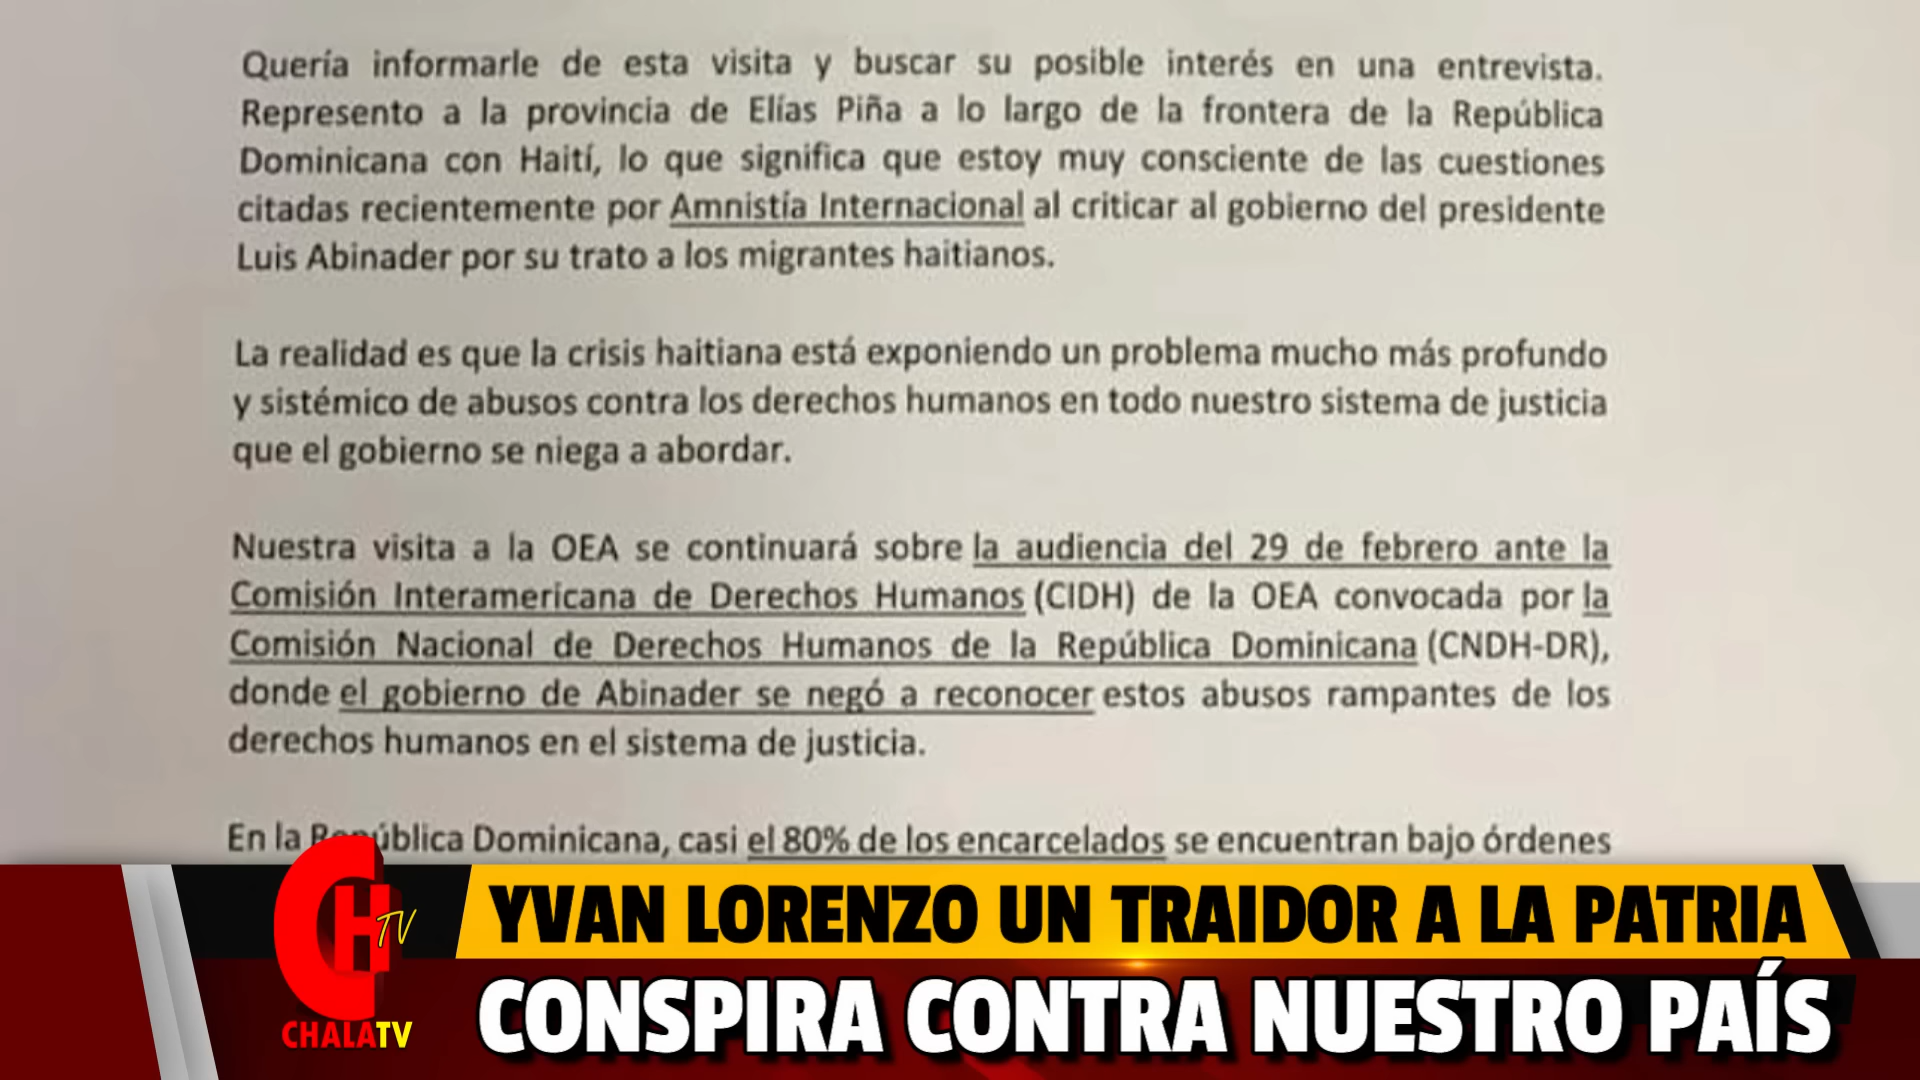 Quería informarle de esta visita y buscar su posible interés en una entrevista.
Represento a la provincia de Elías Piña a lo largo de la frontera de la República
Dominicana con Haití, lo que significa que estoy muy consciente de las cuestiones
citadas recientemente por Amnistía Internacional al criticar al gobierno del presidente
Luis Abinader por su trato a los migrantes haitianos.
La realidad es que la crisis haitiana está exponiendo un problema mucho más profundo
y sistémico de abusos contra los derechos humanos en todo nuestro sistema de justicia
que el gobierno se niega a abordar.
Nuestra visita a la OEA se continuará sobre la audiencia del 29 de febrero ante la
Comisión Interamericana de Derechos Humanos (CIDH) de la OEA convocada por la
Comisión Nacional de Derechos Humanos de la República Dominicana (CNDH-DR),
donde el gobierno de Abinader se negó a reconocer estos abusos rampantes de los
derechos humanos en el sistema de justicia.
En la República Dominicana, casi el 80% de los encarcelados se encuentran bajo órdenes
CH TV
CHALATV
YVAN LORENZO UN TRAIDOR A LA PATRIA
CONSPIRA CONTRA NUESTRO PAÍS